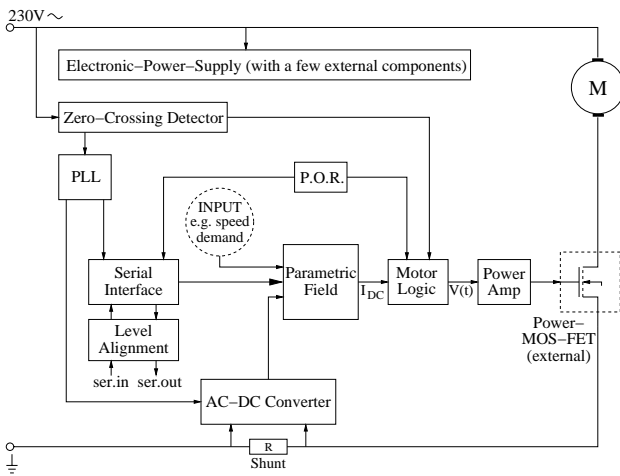 230V∼
Electronic−Power−Supply (with a few external components)
M
Zero−Crossing Detector
PLL
P.O.R.
INPUT
e.g. speed
demand
Serial
Interface
Parametric
Field
I_DC
Motor
Logic
V(t)
Power
Amp
Level
Alignment
Power−
MOS−FET
(external)
ser.in ser.out
AC−DC Converter
R
Shunt